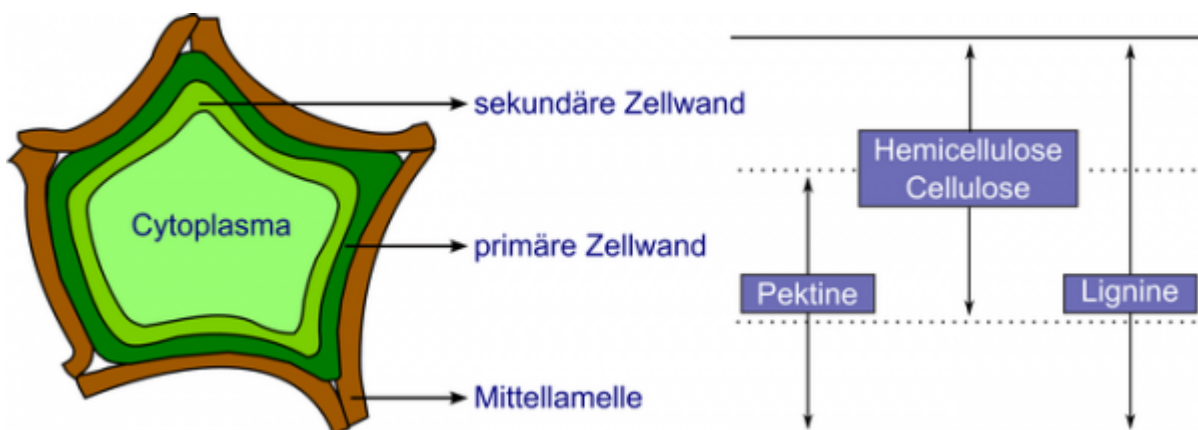 sekundäre Zellwand
Cytoplasma
primäre Zellwand
Mittellamelle
Hemicellulose
Cellulose
Pektine
Lignine